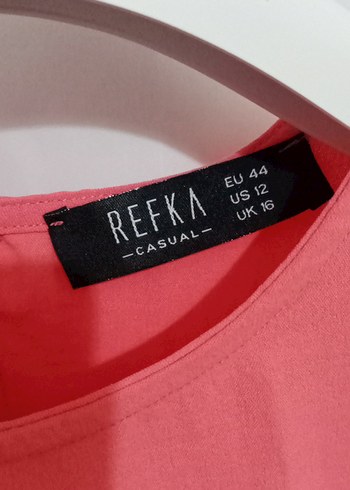 REFKA
—CASUAL—
EU 44
US 12
UK 16